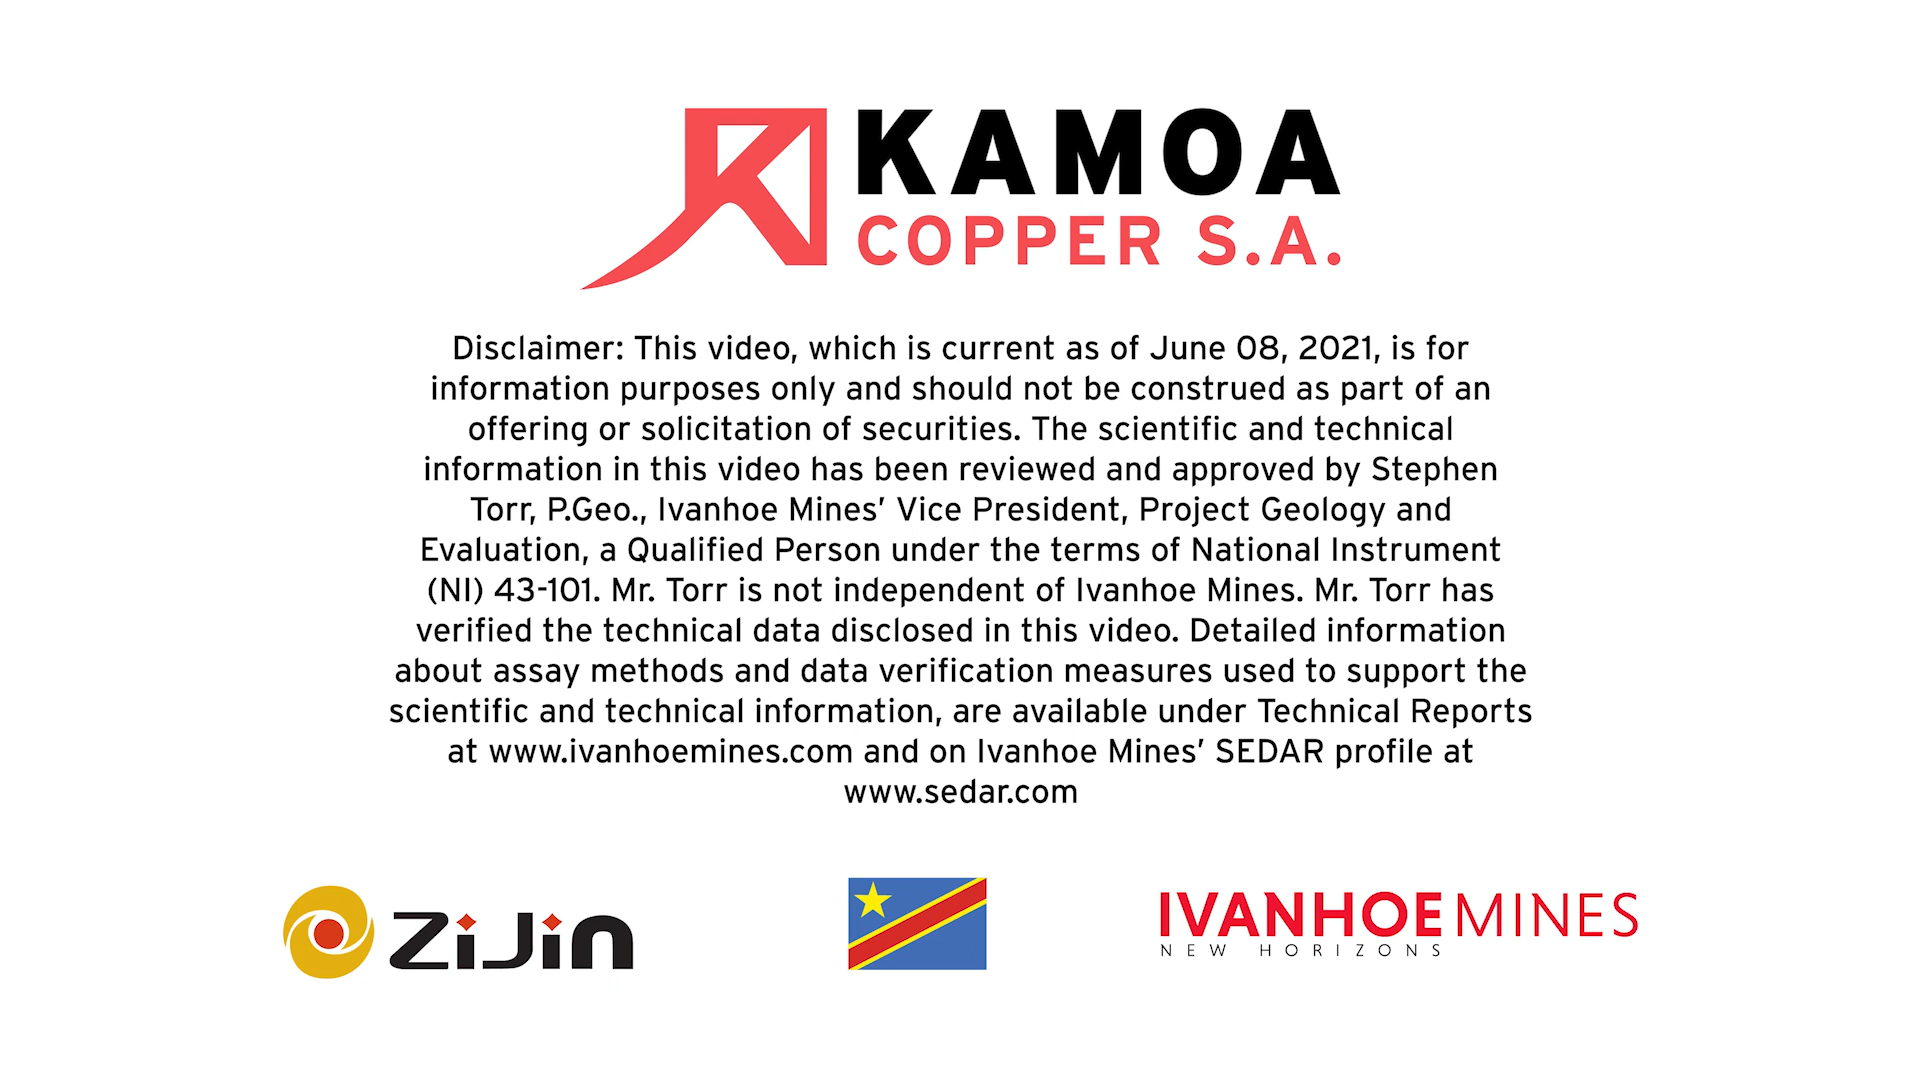 KAMOA
COPPER S.A.
Disclaimer: This video, which is current as of June 08, 2021, is for
information purposes only and should not be construed as part of an
offering or solicitation of securities. The scientific and technical
information in this video has been reviewed and approved by Stephen
Torr, P.Geo., Ivanhoe Mines’ Vice President, Project Geology and
Evaluation, a Qualified Person under the terms of National Instrument
(NI) 43-101. Mr. Torr is not independent of Ivanhoe Mines. Mr. Torr has
verified the technical data disclosed in this video. Detailed information
about assay methods and data verification measures used to support the
scientific and technical information, are available under Technical Reports
at www.ivanhoemines.com and on Ivanhoe Mines’ SEDAR profile at
www.sedar.com
ZiJin
IVANHOE MINES
NEW HORIZONS